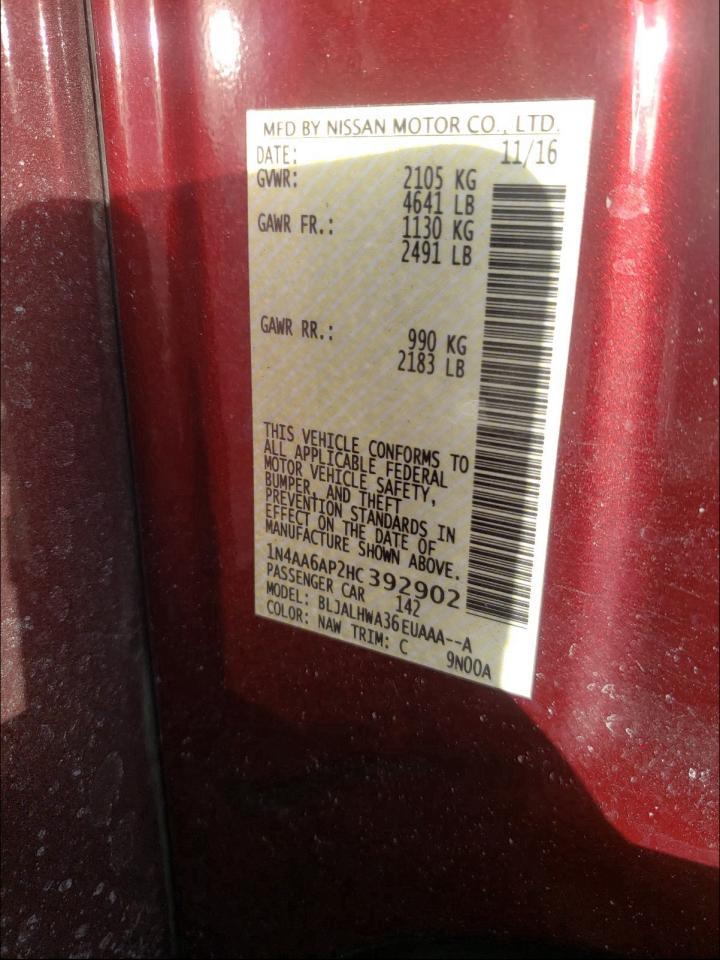 MFD BY NISSAN MOTOR CO., LTD.
DATE: 11/16
GVWR: 2105 KG
4641 LB
GAWR FR.: 1130 KG
2491 LB
GAWR RR.: 990 KG
2183 LB
THIS VEHICLE CONFORMS TO
ALL APPLICABLE FEDERAL
MOTOR VEHICLE SAFETY,
BUMPER, AND THEFT
PREVENTION STANDARDS IN
EFFECT ON THE DATE OF
MANUFACTURE SHOWN ABOVE.
1N4AA6AP2HC392902
PASSENGER CAR 142
MODEL: BLJALHWA36EUAAA--A
COLOR: NAW TRIM: C 9N00A